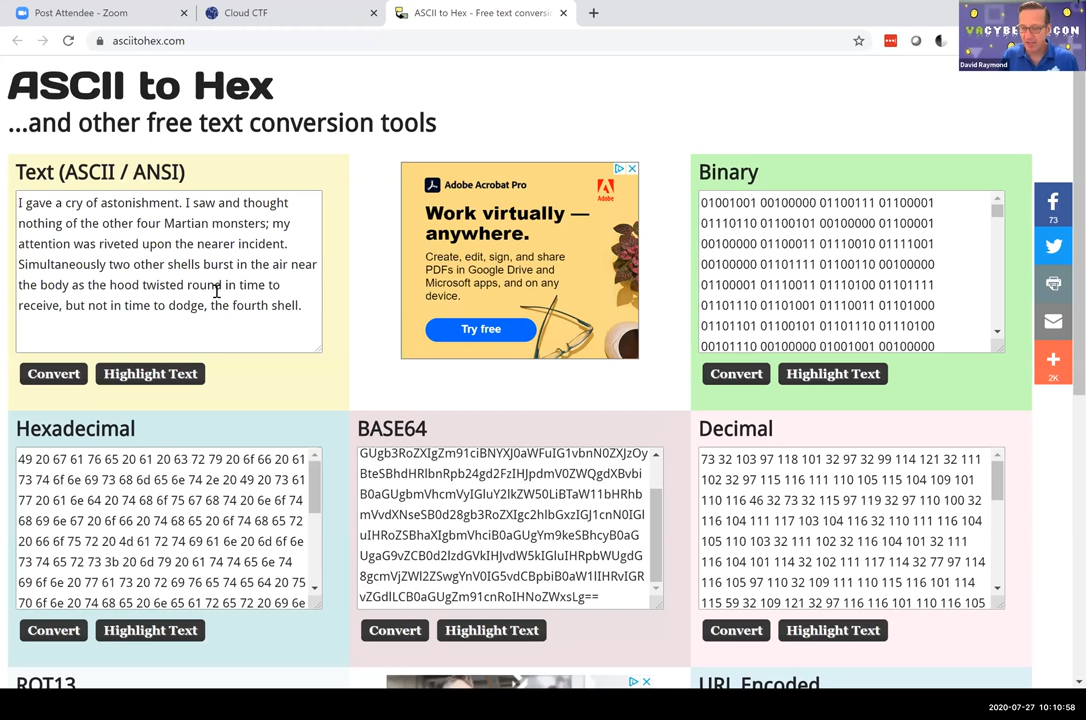 Post Attendee - Zoom
Cloud CTF
ASCII to Hex - Free text conversi
asciitohex.com
VACYBER CON
David Raymond
ASCII to Hex
...and other free text conversion tools
Text (ASCII / ANSI)
I gave a cry of astonishment. I saw and thought
nothing of the other four Martian monsters; my
attention was riveted upon the nearer incident.
Simultaneously two other shells burst in the air near
the body as the hood twisted round in time to
receive, but not in time to dodge, the fourth shell.
Convert
Highlight Text
Adobe Acrobat Pro
Adobe
Work virtually —
anywhere.
Create, edit, sign, and share
PDFs in Google Drive and
Microsoft apps, and on any
device.
Try free
Binary
01001001 00100000 01100111 01100001
01110110 01100101 00100000 01100001
00100000 01100011 01110010 01111001
00100000 01101111 01100110 00100000
01100001 01110011 01110100 01101111
01101110 01101001 01110011 01101000
01101101 01100101 01101110 01110100
00101110 00100000 01001001 00100000
Convert
Highlight Text
73
2K
Hexadecimal
49 20 67 61 76 65 20 61 20 63 72 79 20 6f 66 20 61
73 74 6f 6e 69 73 68 6d 65 6e 74 2e 20 49 20 73 61
77 20 61 6e 64 20 74 68 6f 75 67 68 74 20 6e 6f 74
68 69 6e 67 20 6f 66 20 74 68 65 20 6f 74 68 65 72
20 66 6f 75 72 20 4d 61 72 74 69 61 6e 20 6d 6f 6e
73 74 65 72 73 3b 20 6d 79 20 61 74 74 65 6e 74
69 6f 6e 20 77 61 73 20 72 69 76 65 74 65 64 20 75
70 6f 6e 20 74 68 65 20 6e 65 61 72 65 72 20 69 6e
Convert
Highlight Text
BASE64
GUgb3RoZXIgZm91ciBNYXJ0aWFuIG1vbnN0ZXJzOy
BteSBhdHRlbnRpb24gd2FzIHJpdmV0ZWQgdXBvbi
B0aGUgbmVhcmVyIGluY2lkZW50LiBTaW11bHRhb
mVvdXNseSB0d28gb3RoZXIgc2hlbGxzIGJ1cnN0IGl
uIHRoZSBhaXIgbmVhciB0aGUgYm9keSBhcyB0aG
UgaG9vZCB0d2lzdGVkIHJvdW5kIGluIHRpbWUgdG
8gcmVjZWl2ZSwgYnV0IG5vdCBpbiB0aW1lIHRvIGR
vZGdlLCB0aGUgZm91cnRoIHNoZWxsLg==
Convert
Highlight Text
Decimal
73 32 103 97 118 101 32 97 32 99 114 121 32 111
102 32 97 115 116 111 110 105 115 104 109 101
110 116 46 32 73 32 115 97 119 32 97 110 100 32
116 104 111 117 103 104 116 32 110 111 116 104
105 110 103 32 111 102 32 116 104 101 32 111
116 104 101 114 32 102 111 117 114 32 77 97 114
116 105 97 110 32 109 111 110 115 116 101 114
115 59 32 109 121 32 97 116 116 101 110 116 105
Convert
Highlight Text
ROT13
URL Encoded
2020-07-27 10:10:58